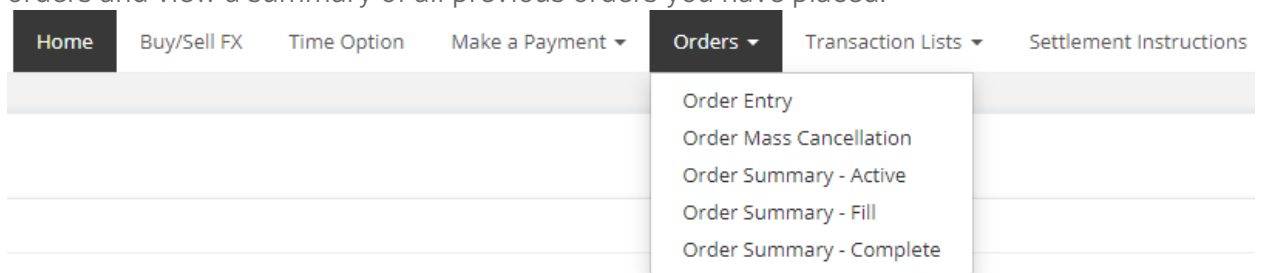 orders and view a summary of all previous orders you have placed.
Home Buy/Sell FX Time Option Make a Payment Orders Transaction Lists Settlement Instructions
Order Entry
Order Mass Cancellation
Order Summary - Active
Order Summary - Fill
Order Summary - Complete